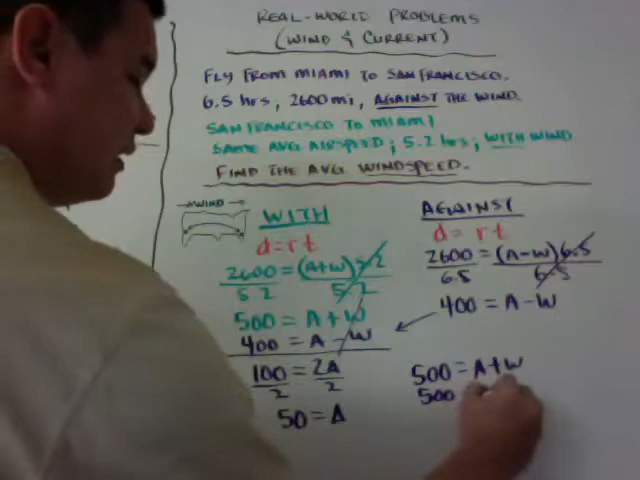 REAL-WORLD PROBLEMS
(WIND & CURRENT)
FLY FROM MIAMI TO SAN FRANCISCO.
6.5 hrs, 2600 mi, AGAINST THE WIND.
SAN FRANCISCO TO MIAMI
SAME AVG AIRSPEED; 5.2 hrs; WITH WIND
FIND THE AVG WINDSPEED.
WIND
WITH
d = rt
2600 = (A+W)5.2
5.2 5.2
500 = A + W
400 = A - W
100 = 2A
2 2
50 = A
AGAINST
d = rt
2600 = (A-W)6.5
6.5 6.5
400 = A - W
500 = A + W
500